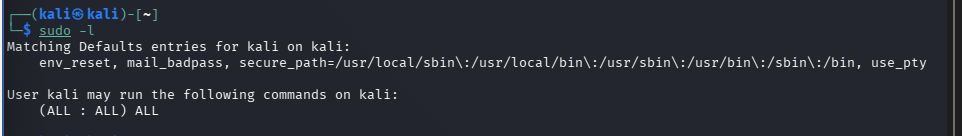 ┌──(kali㉿kali)-[~]
└─$ sudo -l
Matching Defaults entries for kali on kali:
    env_reset, mail_badpass, secure_path=/usr/local/sbin\:/usr/local/bin\:/usr/sbin\:/usr/bin\:/sbin\:/bin, use_pty

User kali may run the following commands on kali:
    (ALL : ALL) ALL